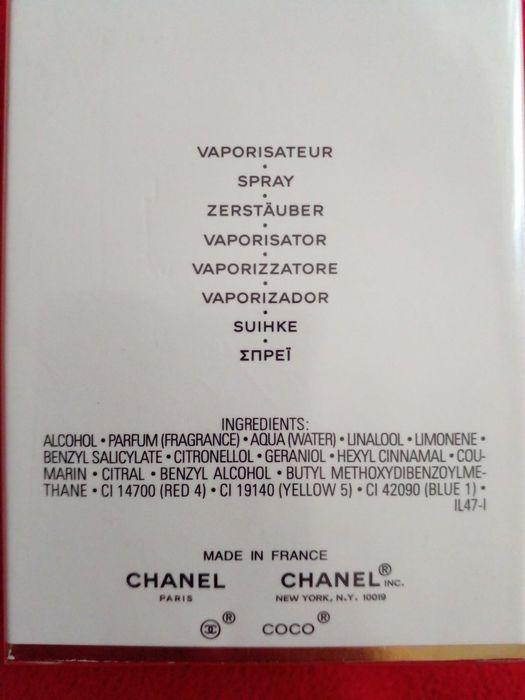 VAPORISATEUR
•
SPRAY
•
ZERSTÄUBER
•
VAPORISATOR
•
VAPORIZZATORE
•
VAPORIZADOR
•
SUIHKE
•
ΣΠΡΕΪ
INGREDIENTS:
ALCOHOL • PARFUM (FRAGRANCE) • AQUA (WATER) • LINALOOL • LIMONENE •
BENZYL SALICYLATE • CITRONELLOL • GERANIOL • HEXYL CINNAMAL • COU-
MARIN • CITRAL • BENZYL ALCOHOL • BUTYL METHOXYDIBENZOYLME-
THANE • CI 14700 (RED 4) • CI 19140 (YELLOW 5) • CI 42090 (BLUE 1) •
IL47-I
MADE IN FRANCE
CHANEL CHANEL® INC.
PARIS NEW YORK, N.Y. 10019
® COCO®